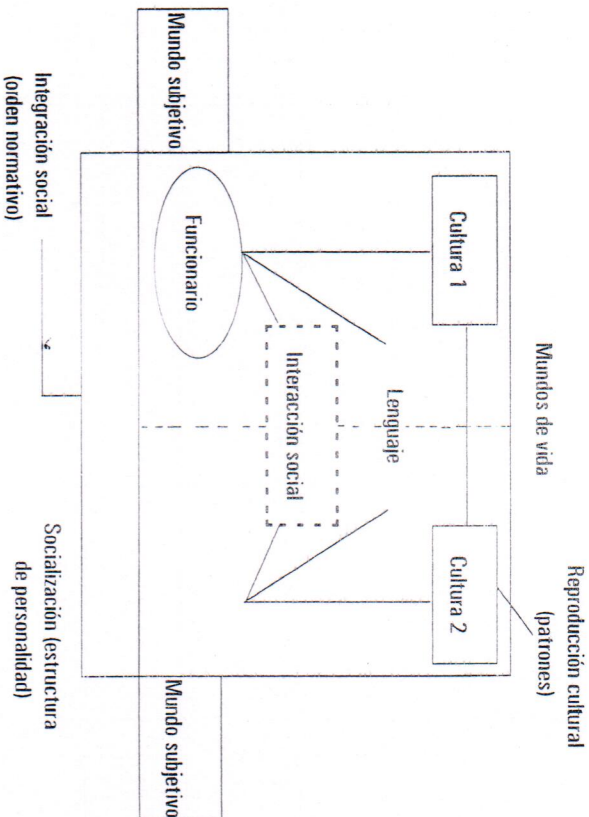 Reproducción cultural
(patrones)
Mundos de vida
Cultura 1
Cultura 2
Lenguaje
Interacción social
Funcionario
Mundo subjetivo
Mundo subjetivo
Integración social
(orden normativo)
Socialización (estructura
de personalidad)